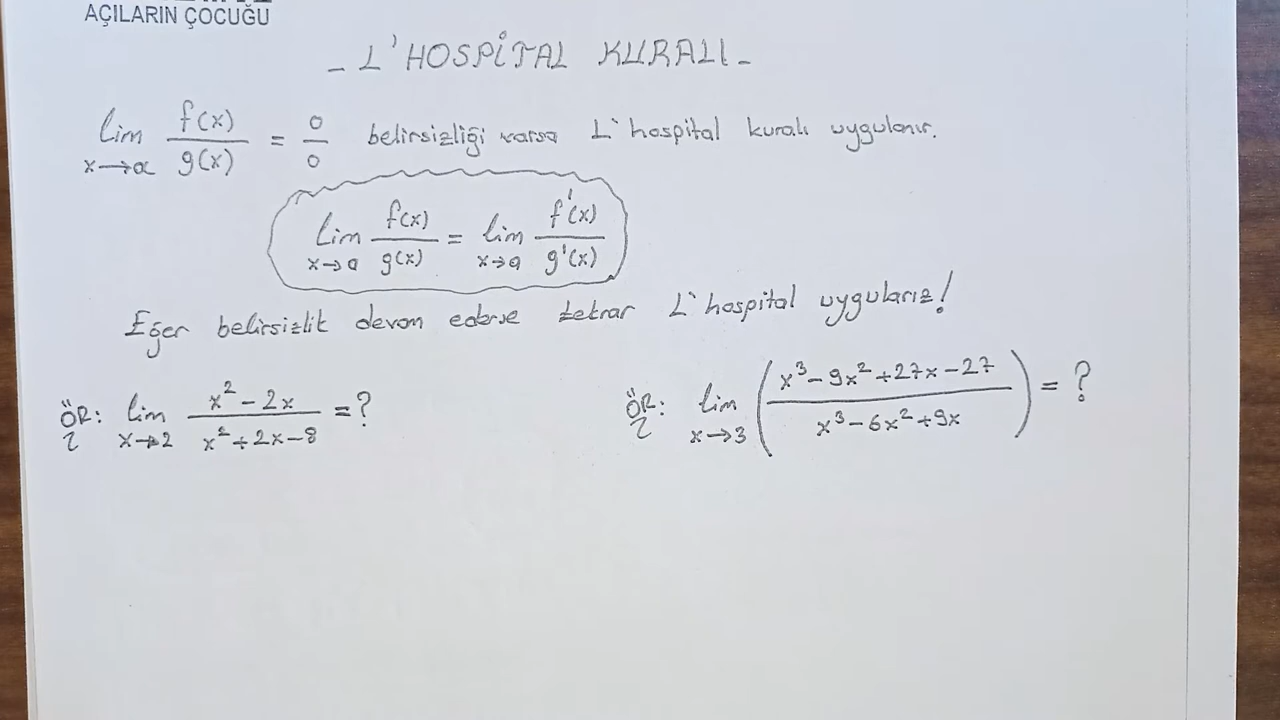 AÇILARIN ÇOCUĞU
- L'HOSPİTAL KURALI -
lim x→a f(x)/g(x) = 0/0 belirsizliği varsa L'hospital kuralı uygulanır.
lim x→a f(x)/g(x) = lim x→a f'(x)/g'(x)
Eğer belirsizlik devam ederse tekrar L'hospital uygularız!
ÖR: lim x→2 x²-2x/x²+2x-8 = ?
ÖR: lim x→3 (x³-9x²+27x-27/x³-6x²+9x) = ?